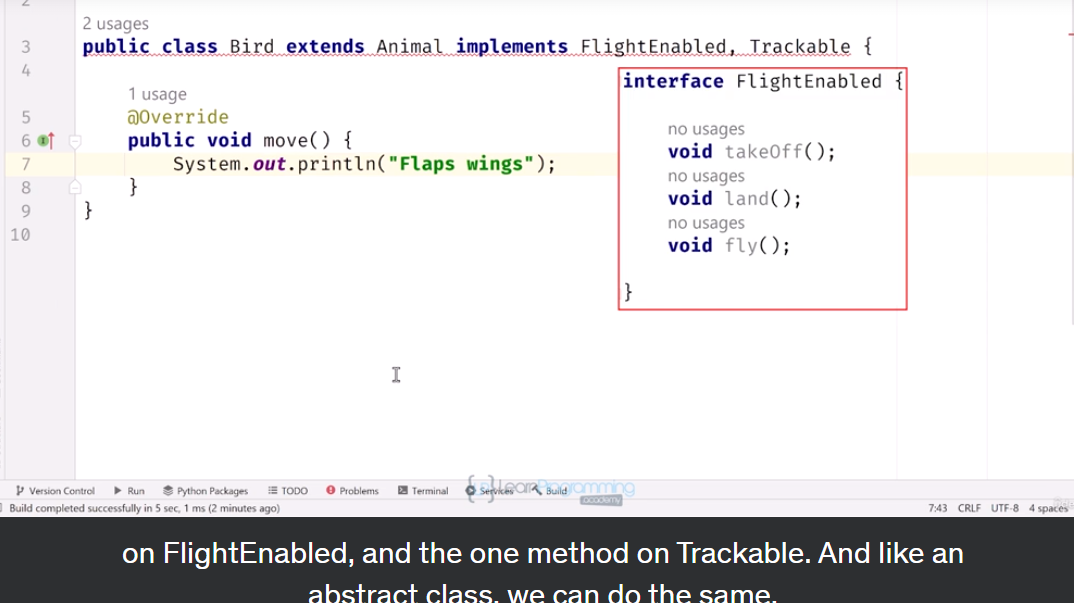 2
2 usages
3 public class Bird extends Animal implements FlightEnabled, Trackable {
4
1 usage
5 @Override
6 public void move() {
7 System.out.println("Flaps wings");
8 }
9 }
10
interface FlightEnabled {
no usages
void takeOff();
no usages
void land();
no usages
void fly();
}
Version Control Run Python Packages TODO Problems Terminal Services Build
Learn Programming
academy
Build completed successfully in 5 sec, 1 ms (2 minutes ago) 7:43 CRLF UTF-8 4 spaces
on FlightEnabled, and the one method on Trackable. And like an
abstract class, we can do the same.